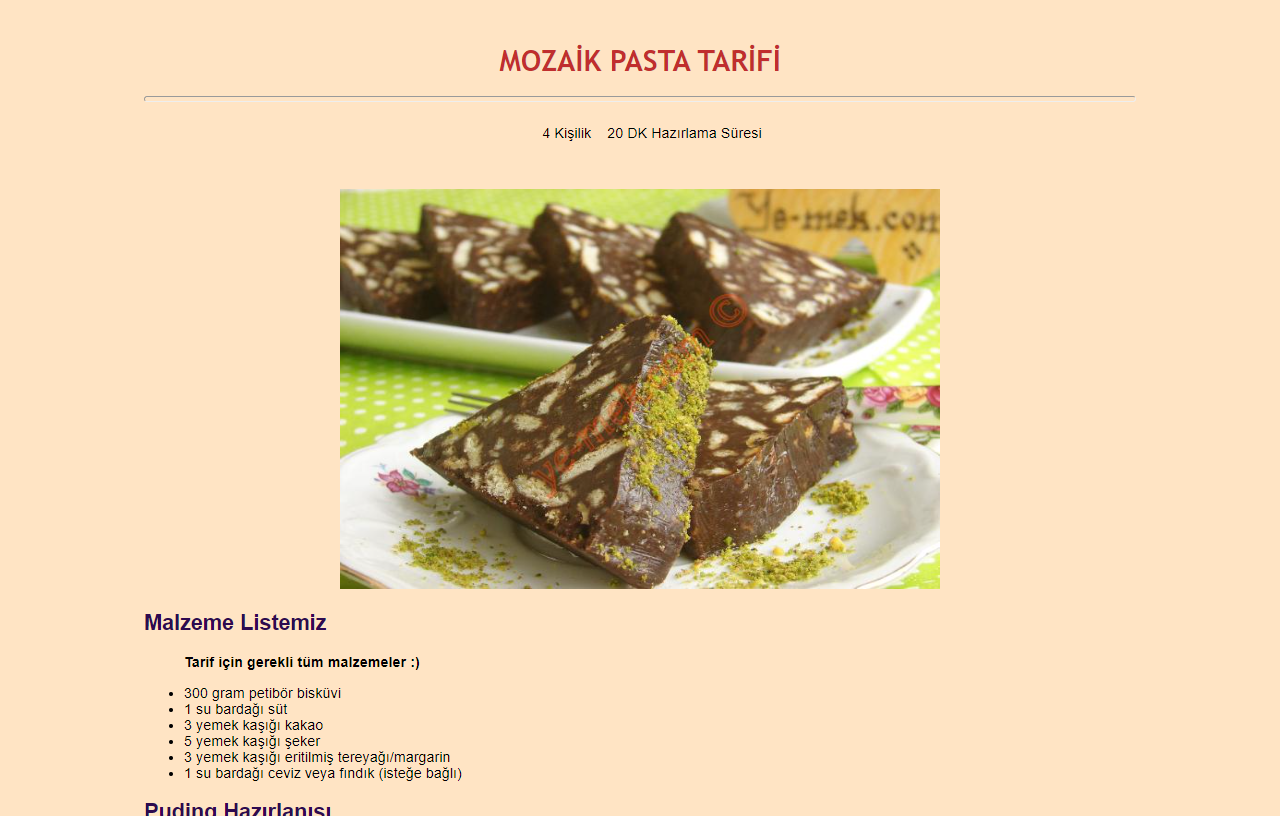 MOZAİK PASTA TARİFİ
4 Kişilik    20 DK Hazırlama Süresi
Ye-mek.com
ye-mek.com ©
Malzeme Listemiz
Tarif için gerekli tüm malzemeler :)
300 gram petibör bisküvi
1 su bardağı süt
3 yemek kaşığı kakao
5 yemek kaşığı şeker
3 yemek kaşığı eritilmiş tereyağı/margarin
1 su bardağı ceviz veya fındık (isteğe bağlı)
Puding Hazırlanışı